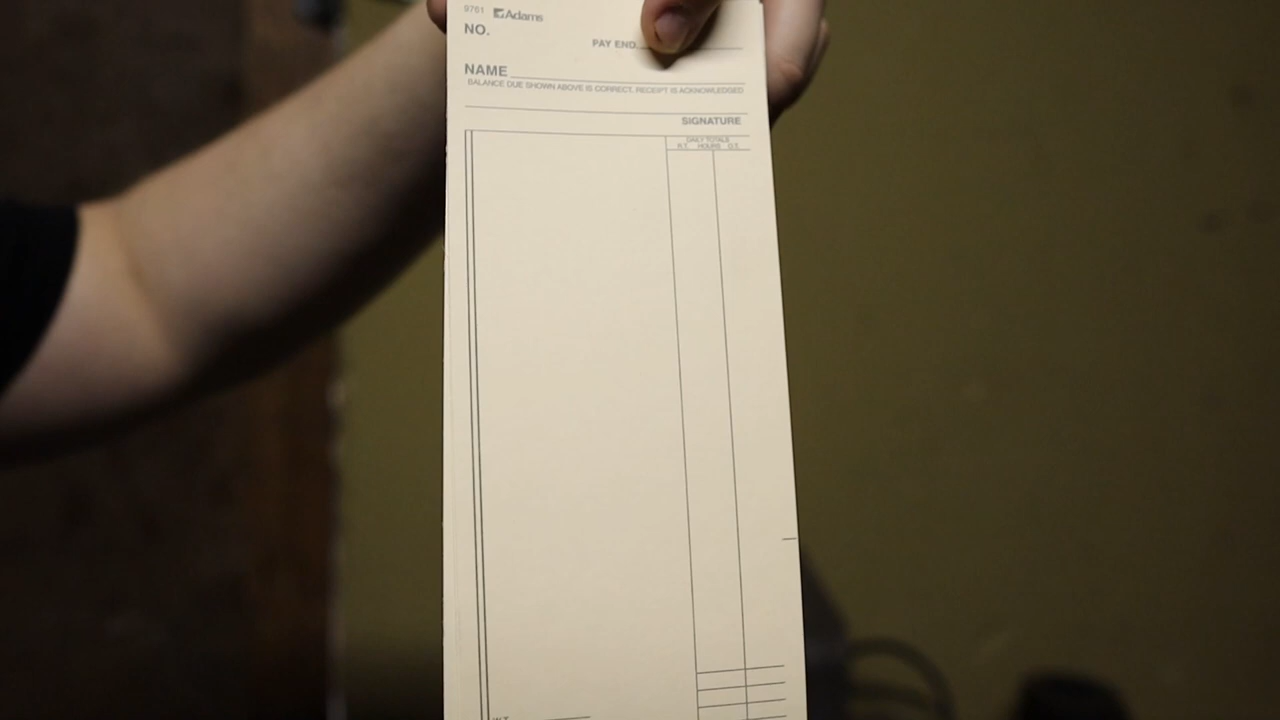 9761 Adams
NO.
PAY END
NAME
BALANCE DUE SHOWN ABOVE IS CORRECT. RECEIPT IS ACKNOWLEDGED
SIGNATURE
DAILY TOTALS
R.T. HOURS O.T.